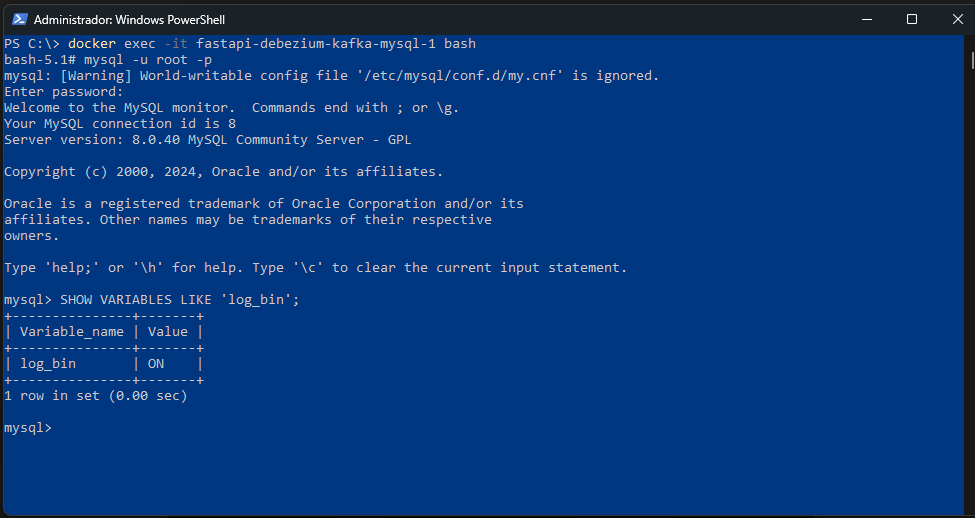 Administrador: Windows PowerShell
PS C:\> docker exec -it fastapi-debezium-kafka-mysql-1 bash
bash-5.1# mysql -u root -p
mysql: [Warning] World-writable config file '/etc/mysql/conf.d/my.cnf' is ignored.
Enter password:
Welcome to the MySQL monitor.  Commands end with ; or \g.
Your MySQL connection id is 8
Server version: 8.0.40 MySQL Community Server - GPL
Copyright (c) 2000, 2024, Oracle and/or its affiliates.
Oracle is a registered trademark of Oracle Corporation and/or its
affiliates. Other names may be trademarks of their respective
owners.
Type 'help;' or '\h' for help. Type '\c' to clear the current input statement.
mysql> SHOW VARIABLES LIKE 'log_bin';
+---------------+-------+
| Variable_name | Value |
+---------------+-------+
| log_bin       | ON    |
+---------------+-------+
1 row in set (0.00 sec)
mysql>